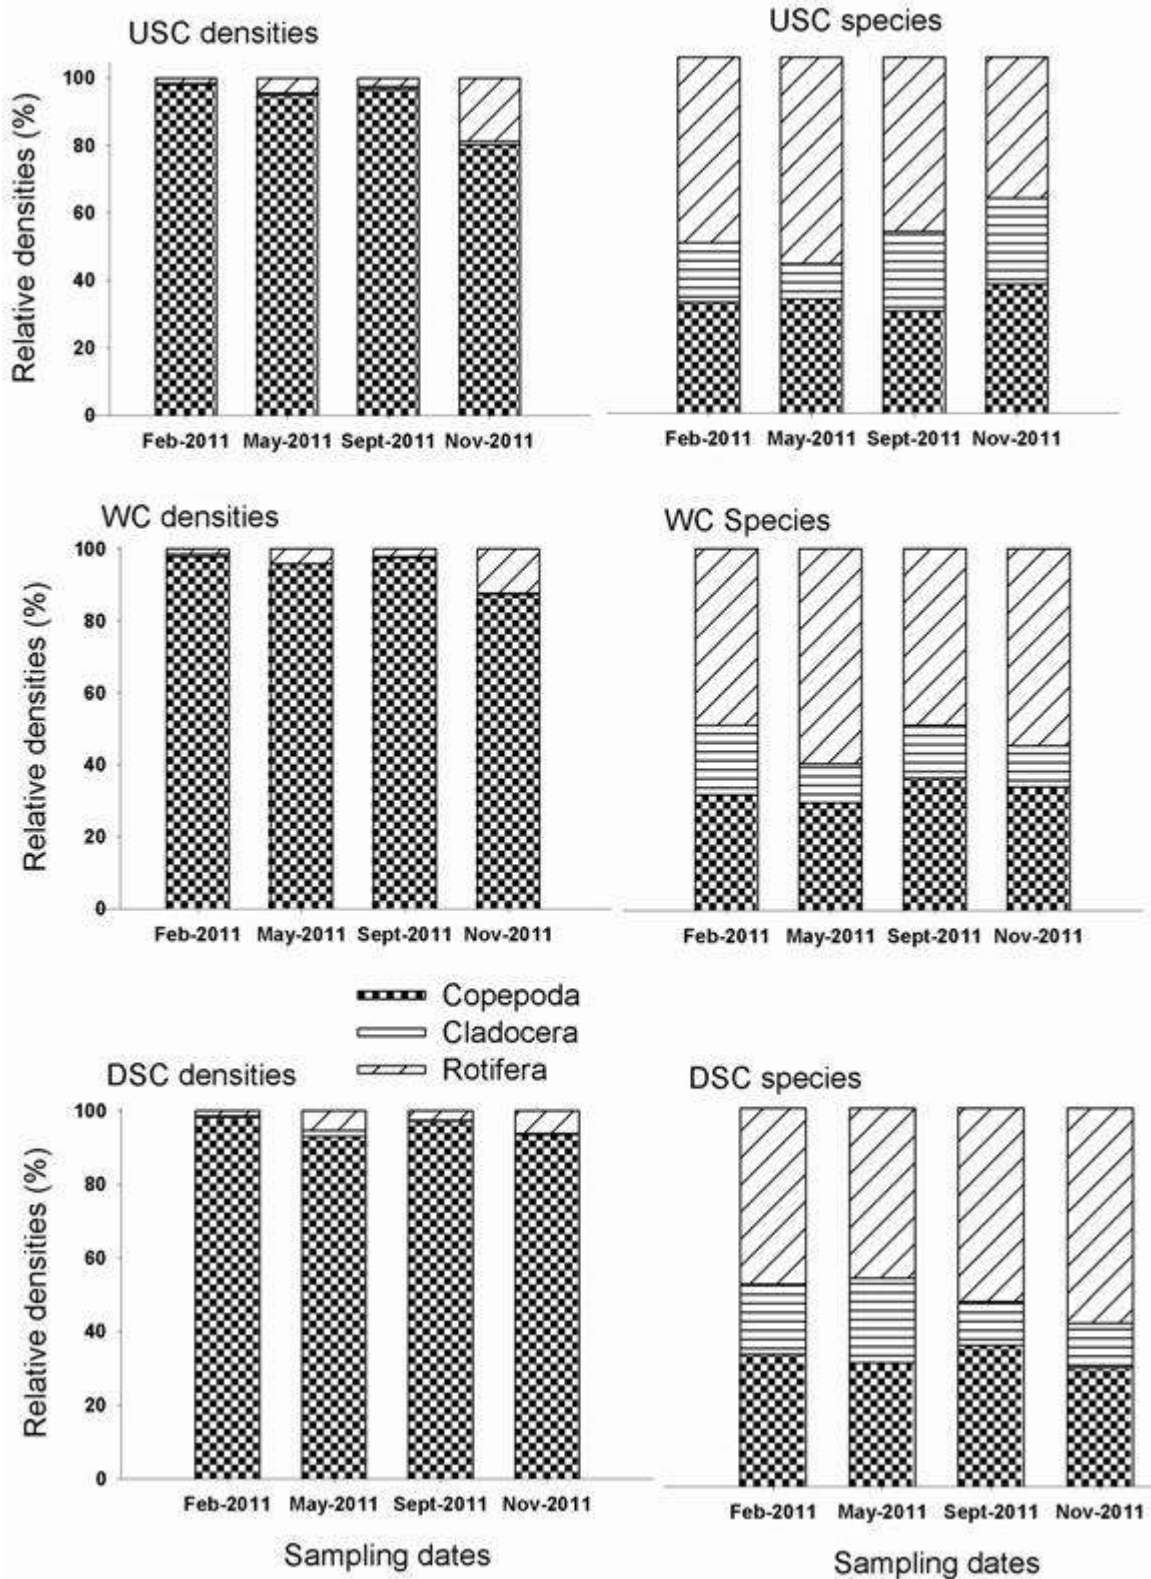 USC densities
USC species
Relative densities (%)
100
80
60
40
20
0
Feb-2011 May-2011 Sept-2011 Nov-2011
Feb-2011 May-2011 Sept-2011 Nov-2011
WC densities
WC Species
Relative densities (%)
100
80
60
40
20
0
Feb-2011 May-2011 Sept-2011 Nov-2011
Feb-2011 May-2011 Sept-2011 Nov-2011
Copepoda
Cladocera
Rotifera
DSC densities
DSC species
Relative densities (%)
100
80
60
40
20
0
Feb-2011 May-2011 Sept-2011 Nov-2011
Feb-2011 May-2011 Sept-2011 Nov-2011
Sampling dates
Sampling dates